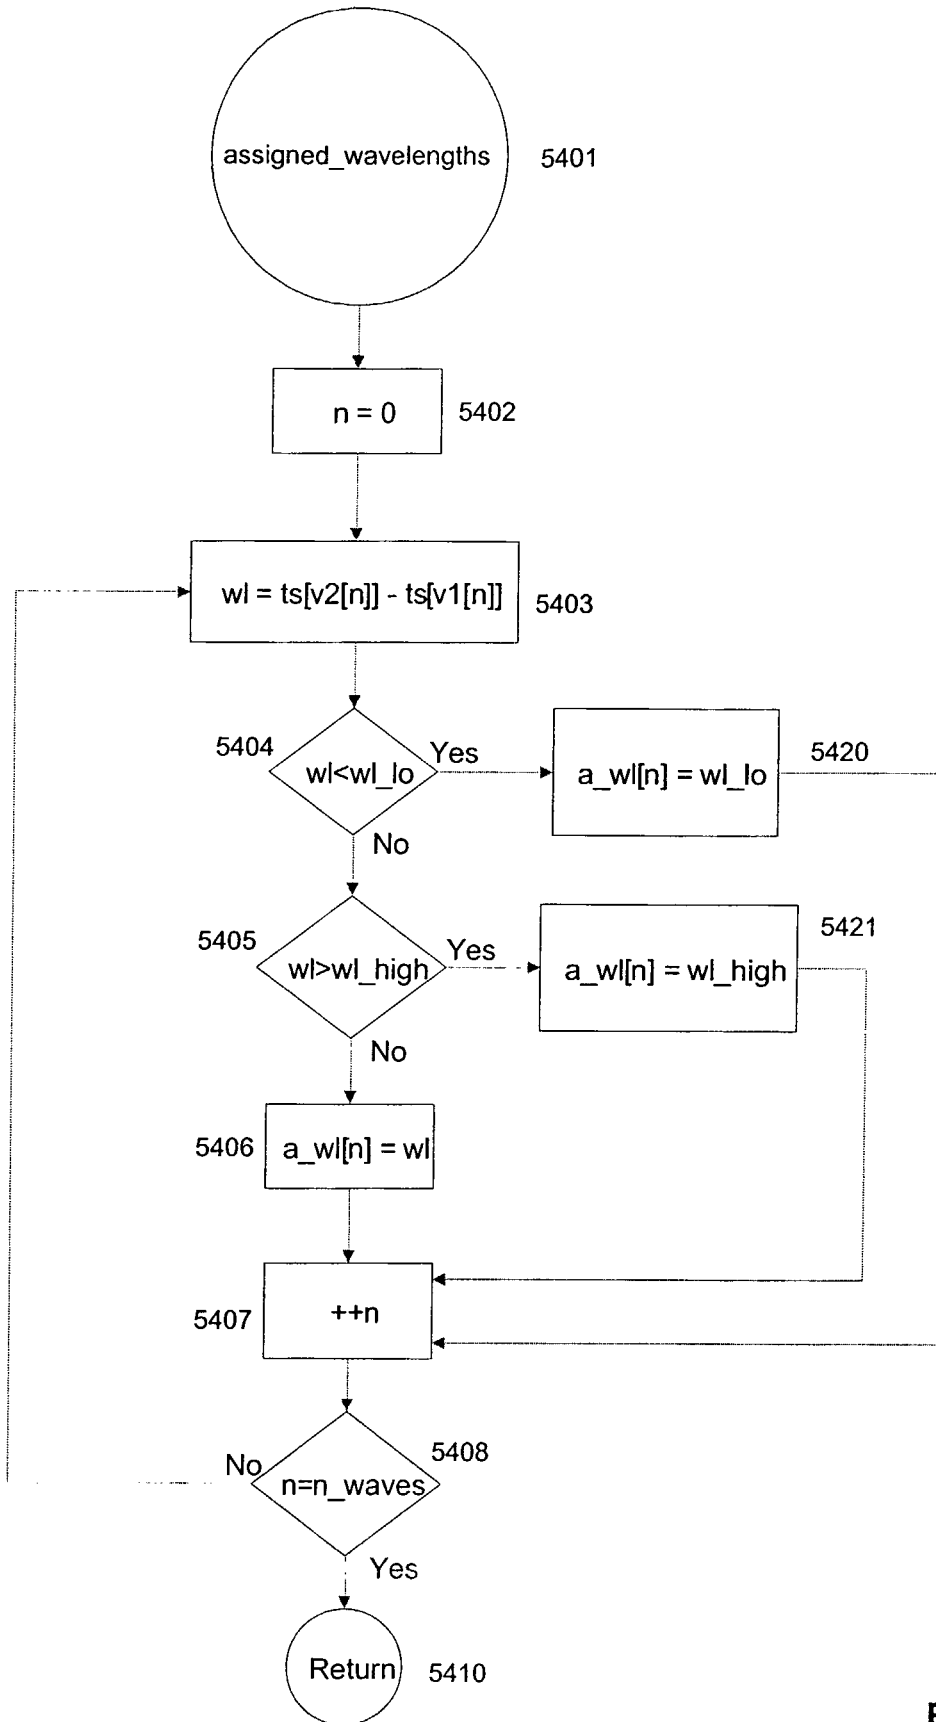 assigned_wavelengths
5401
n = 0
5402
wl = ts[v2[n]] - ts[v1[n]]
5403
5404
wl<wl_lo
Yes
a_wl[n] = wl_lo
5420
No
5405
wl>wl_high
Yes
a_wl[n] = wl_high
5421
No
5406
a_wl[n] = wl
5407
++n
No
n=n_waves
5408
Yes
Return
5410